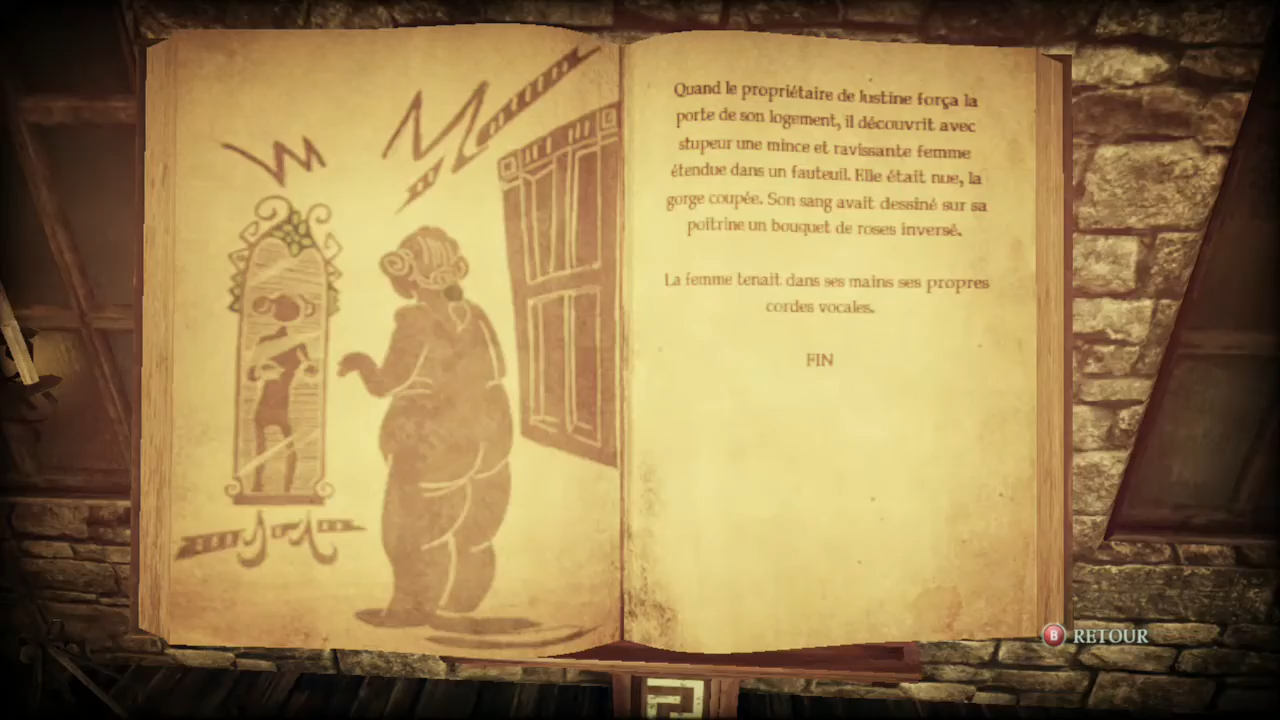 Quand le propriétaire de Iustine força la
porte de son logement, il découvrit avec
stupeur une mince et ravissante femme
étendue dans un fauteuil. Elle était nue, la
gorge coupée. Son sang avait dessiné sur sa
poitrine un bouquet de roses inversé.
La femme tenait dans ses mains ses propres
cordes vocales.
FIN
B RETOUR